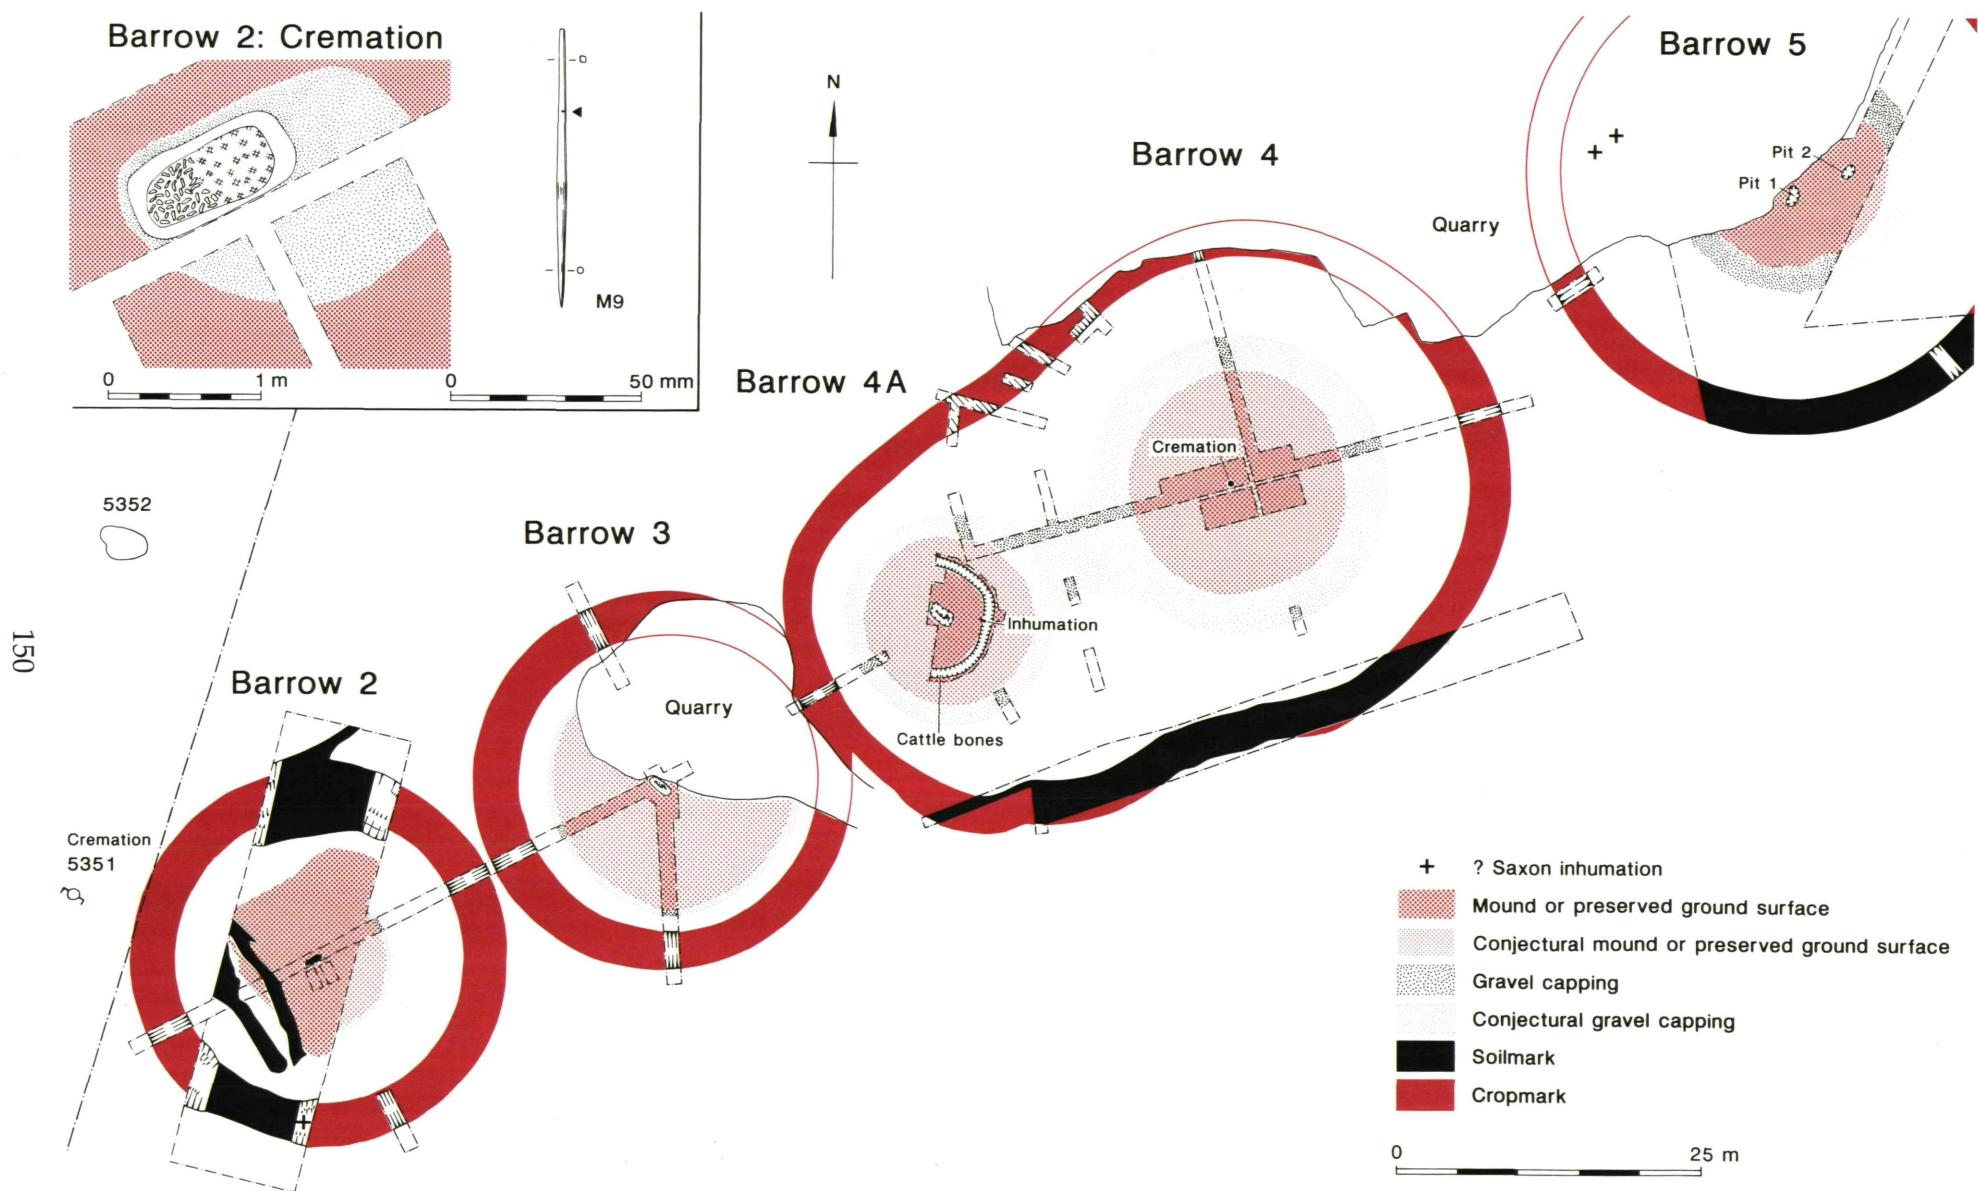 Barrow 2: Cremation
M9
0 1 m
0 50 mm
N
Barrow 5
Pit 2
Pit 1
Barrow 4
Quarry
Barrow 4A
Cremation
5352
Barrow 3
Inhumation
150
Barrow 2
Quarry
Cattle bones
Cremation
5351
? Saxon inhumation
Mound or preserved ground surface
Conjectural mound or preserved ground surface
Gravel capping
Conjectural gravel capping
Soilmark
Cropmark
0 25 m